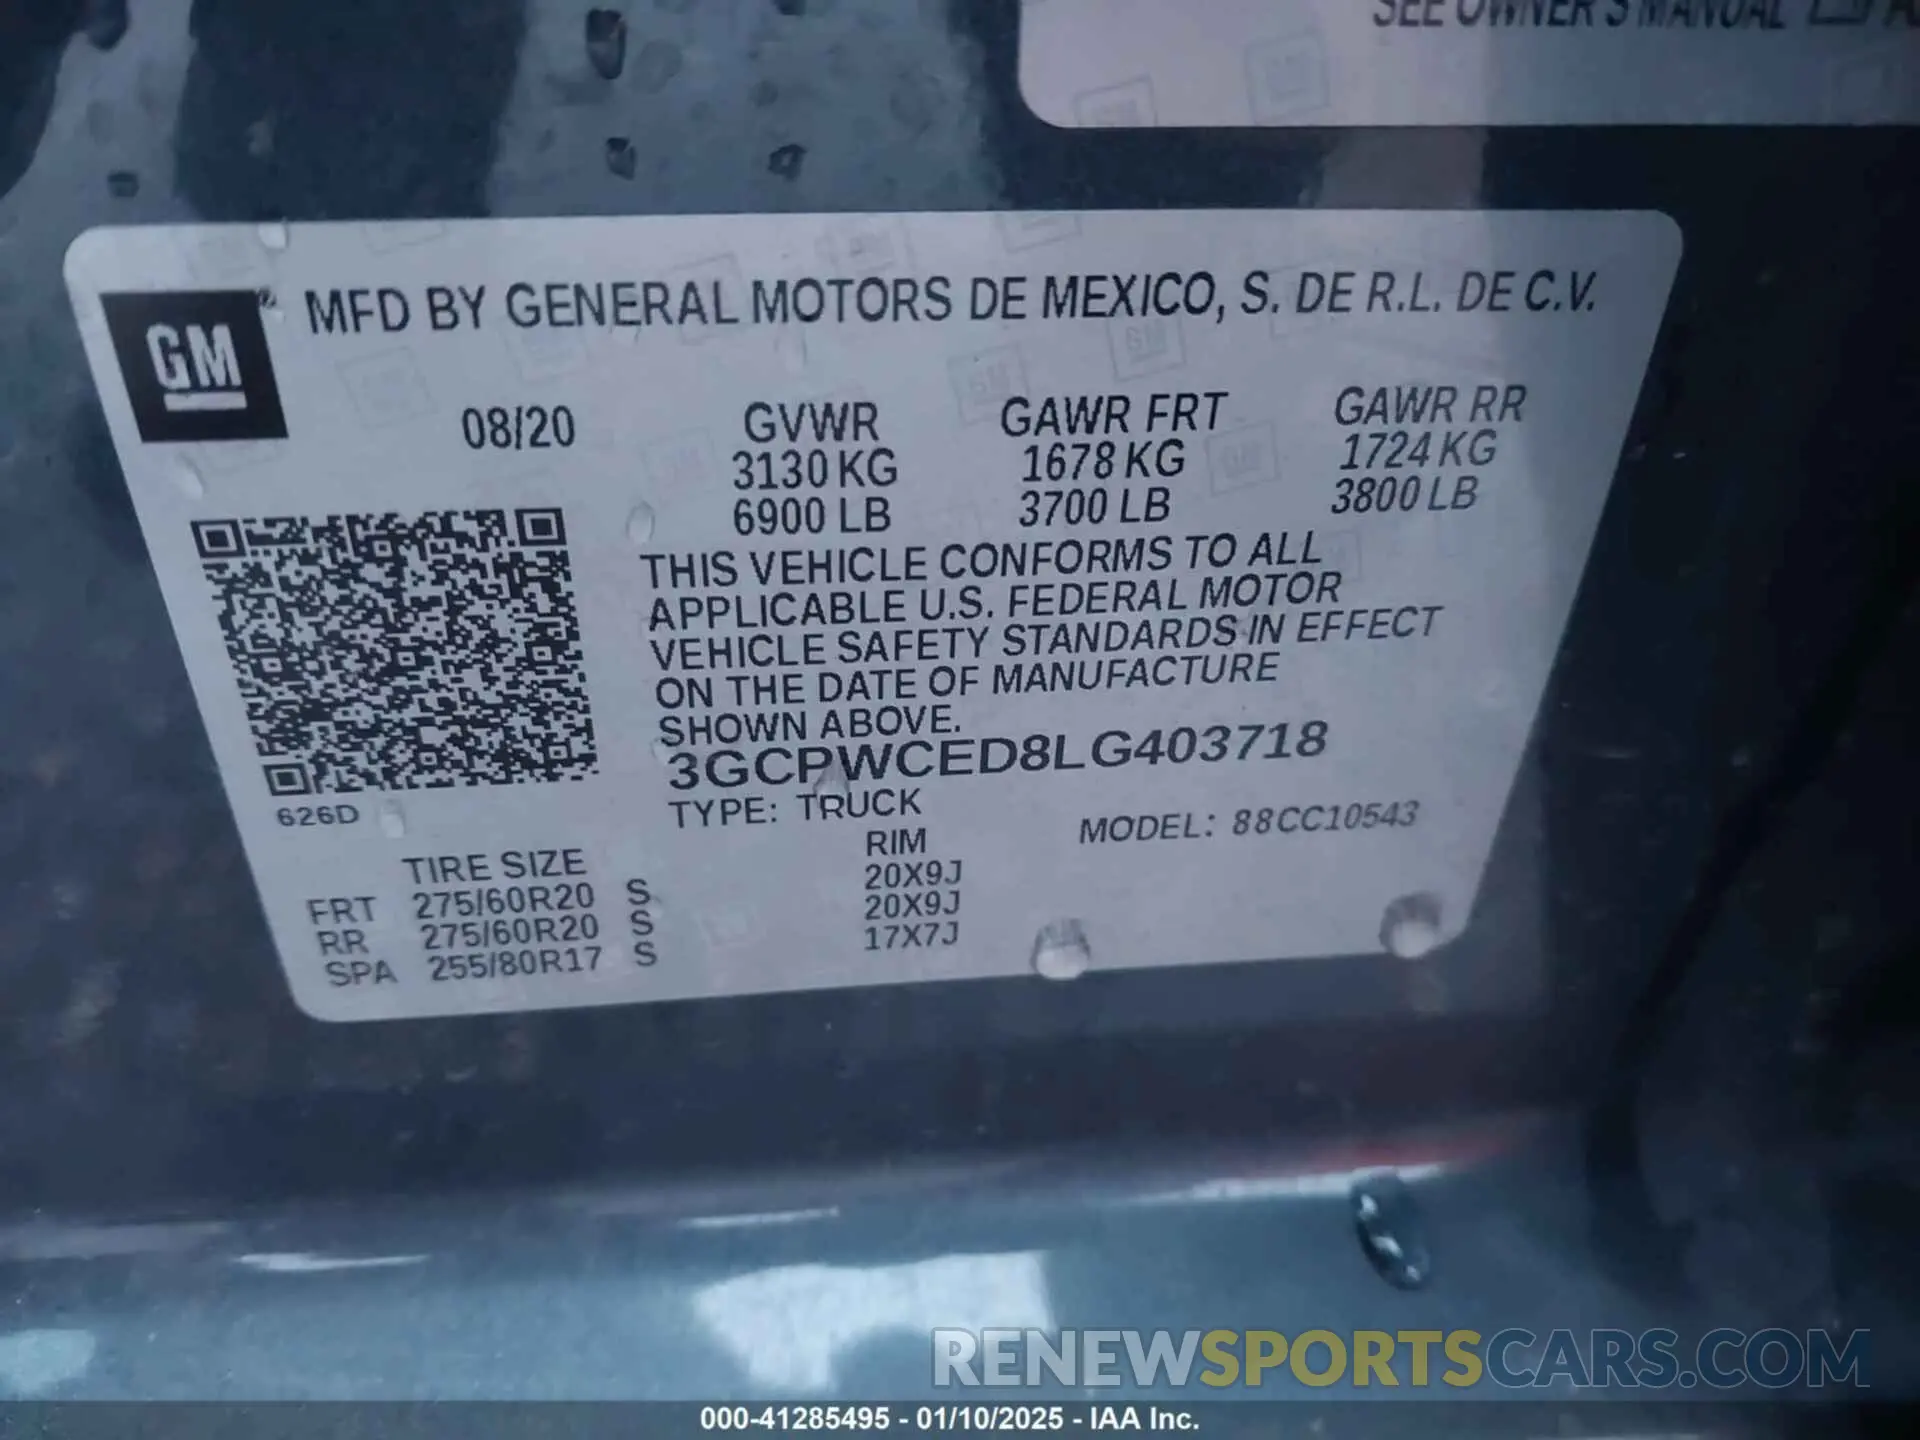 SEE OWNER'S MANUAL
GM
MFD BY GENERAL MOTORS DE MEXICO, S. DE R.L. DE C.V.
08/20 GVWR GAWR FRT GAWR RR
3130 KG 1678 KG 1724 KG
6900 LB 3700 LB 3800 LB
THIS VEHICLE CONFORMS TO ALL
APPLICABLE U.S. FEDERAL MOTOR
VEHICLE SAFETY STANDARDS IN EFFECT
ON THE DATE OF MANUFACTURE
SHOWN ABOVE.
3GCPWCED8LG403718
626D
TYPE: TRUCK
MODEL: 88CC10543
TIRE SIZE RIM
FRT 275/60R20 S 20X9J
RR 275/60R20 S 20X9J
SPA 255/80R17 S 17X7J
RENEWSPORTSCARS.COM
000-41285495 - 01/10/2025 - IAA Inc.